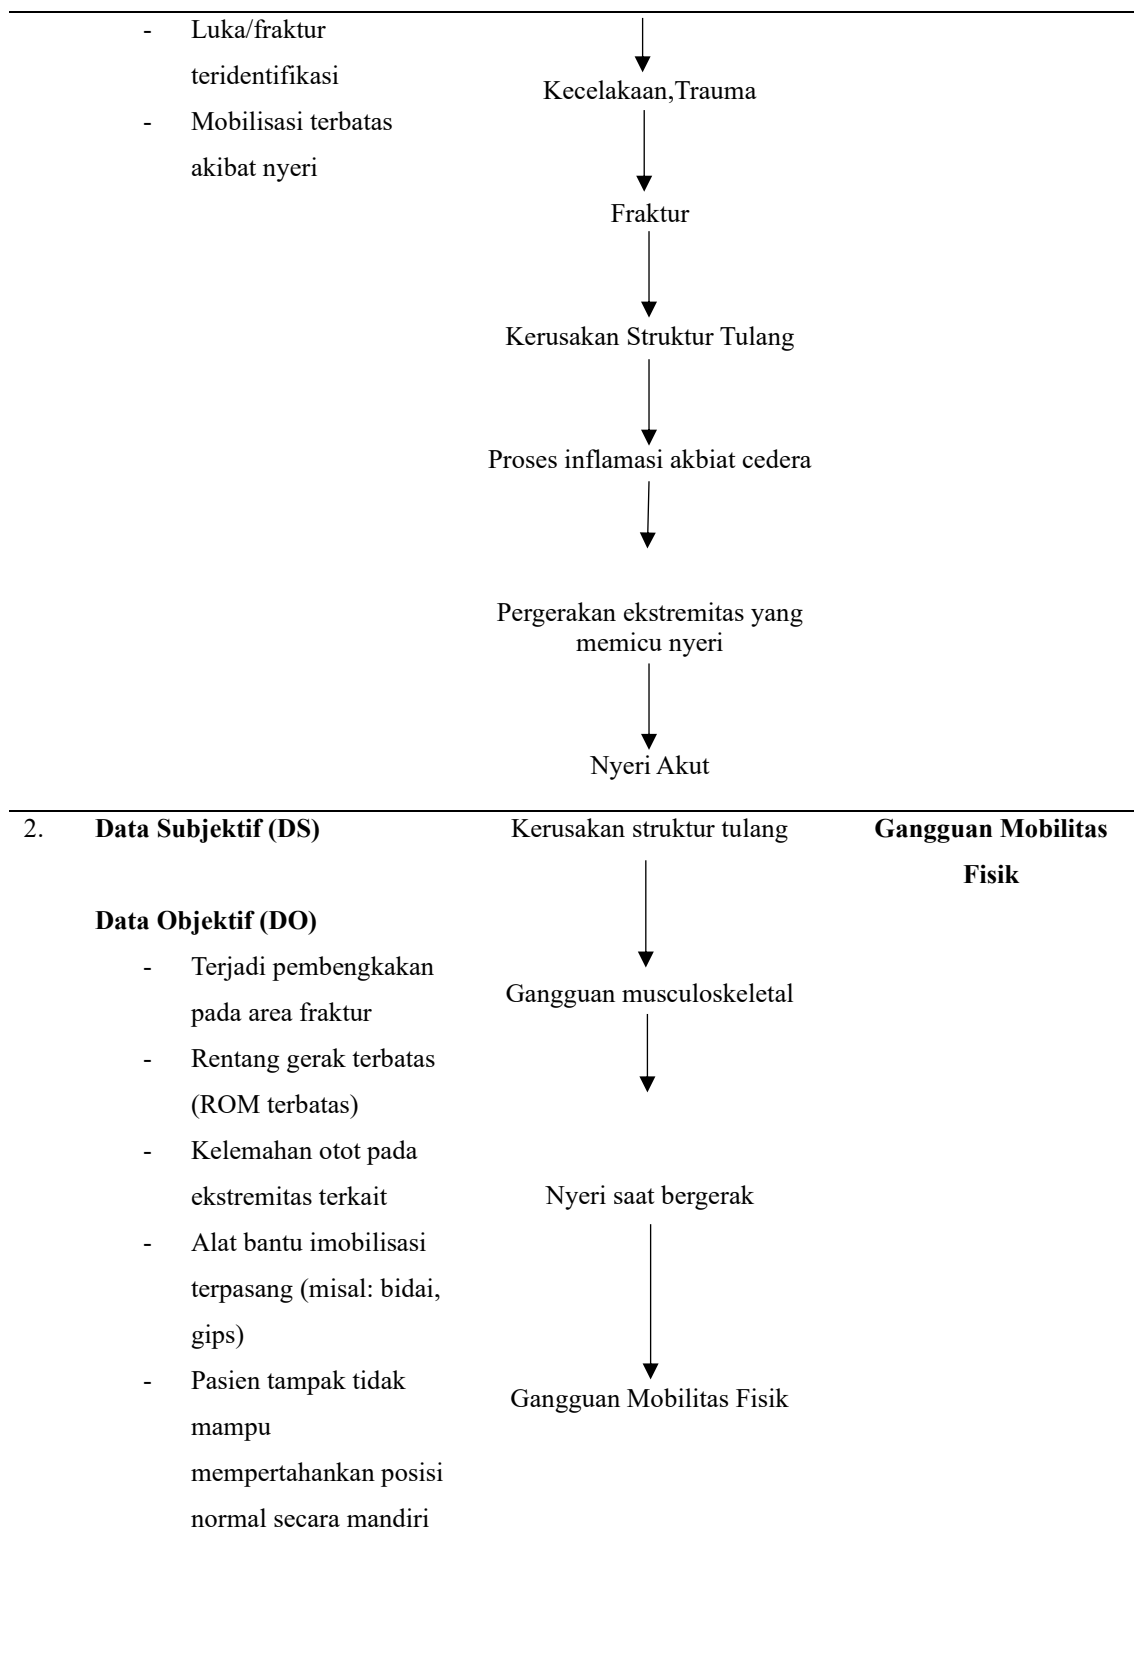 - Luka/fraktur
teridentifikasi
- Mobilisasi terbatas
akibat nyeri
Kecelakaan,Trauma
Fraktur
Kerusakan Struktur Tulang
Proses inflamasi akbiat cedera
Pergerakan ekstremitas yang
memicu nyeri
Nyeri Akut
2. Data Subjektif (DS)
Data Objektif (DO)
- Terjadi pembengkakan
pada area fraktur
- Rentang gerak terbatas
(ROM terbatas)
- Kelemahan otot pada
ekstremitas terkait
- Alat bantu imobilisasi
terpasang (misal: bidai,
gips)
- Pasien tampak tidak
mampu
mempertahankan posisi
normal secara mandiri
Kerusakan struktur tulang
Gangguan musculoskeletal
Nyeri saat bergerak
Gangguan Mobilitas Fisik
Gangguan Mobilitas
Fisik